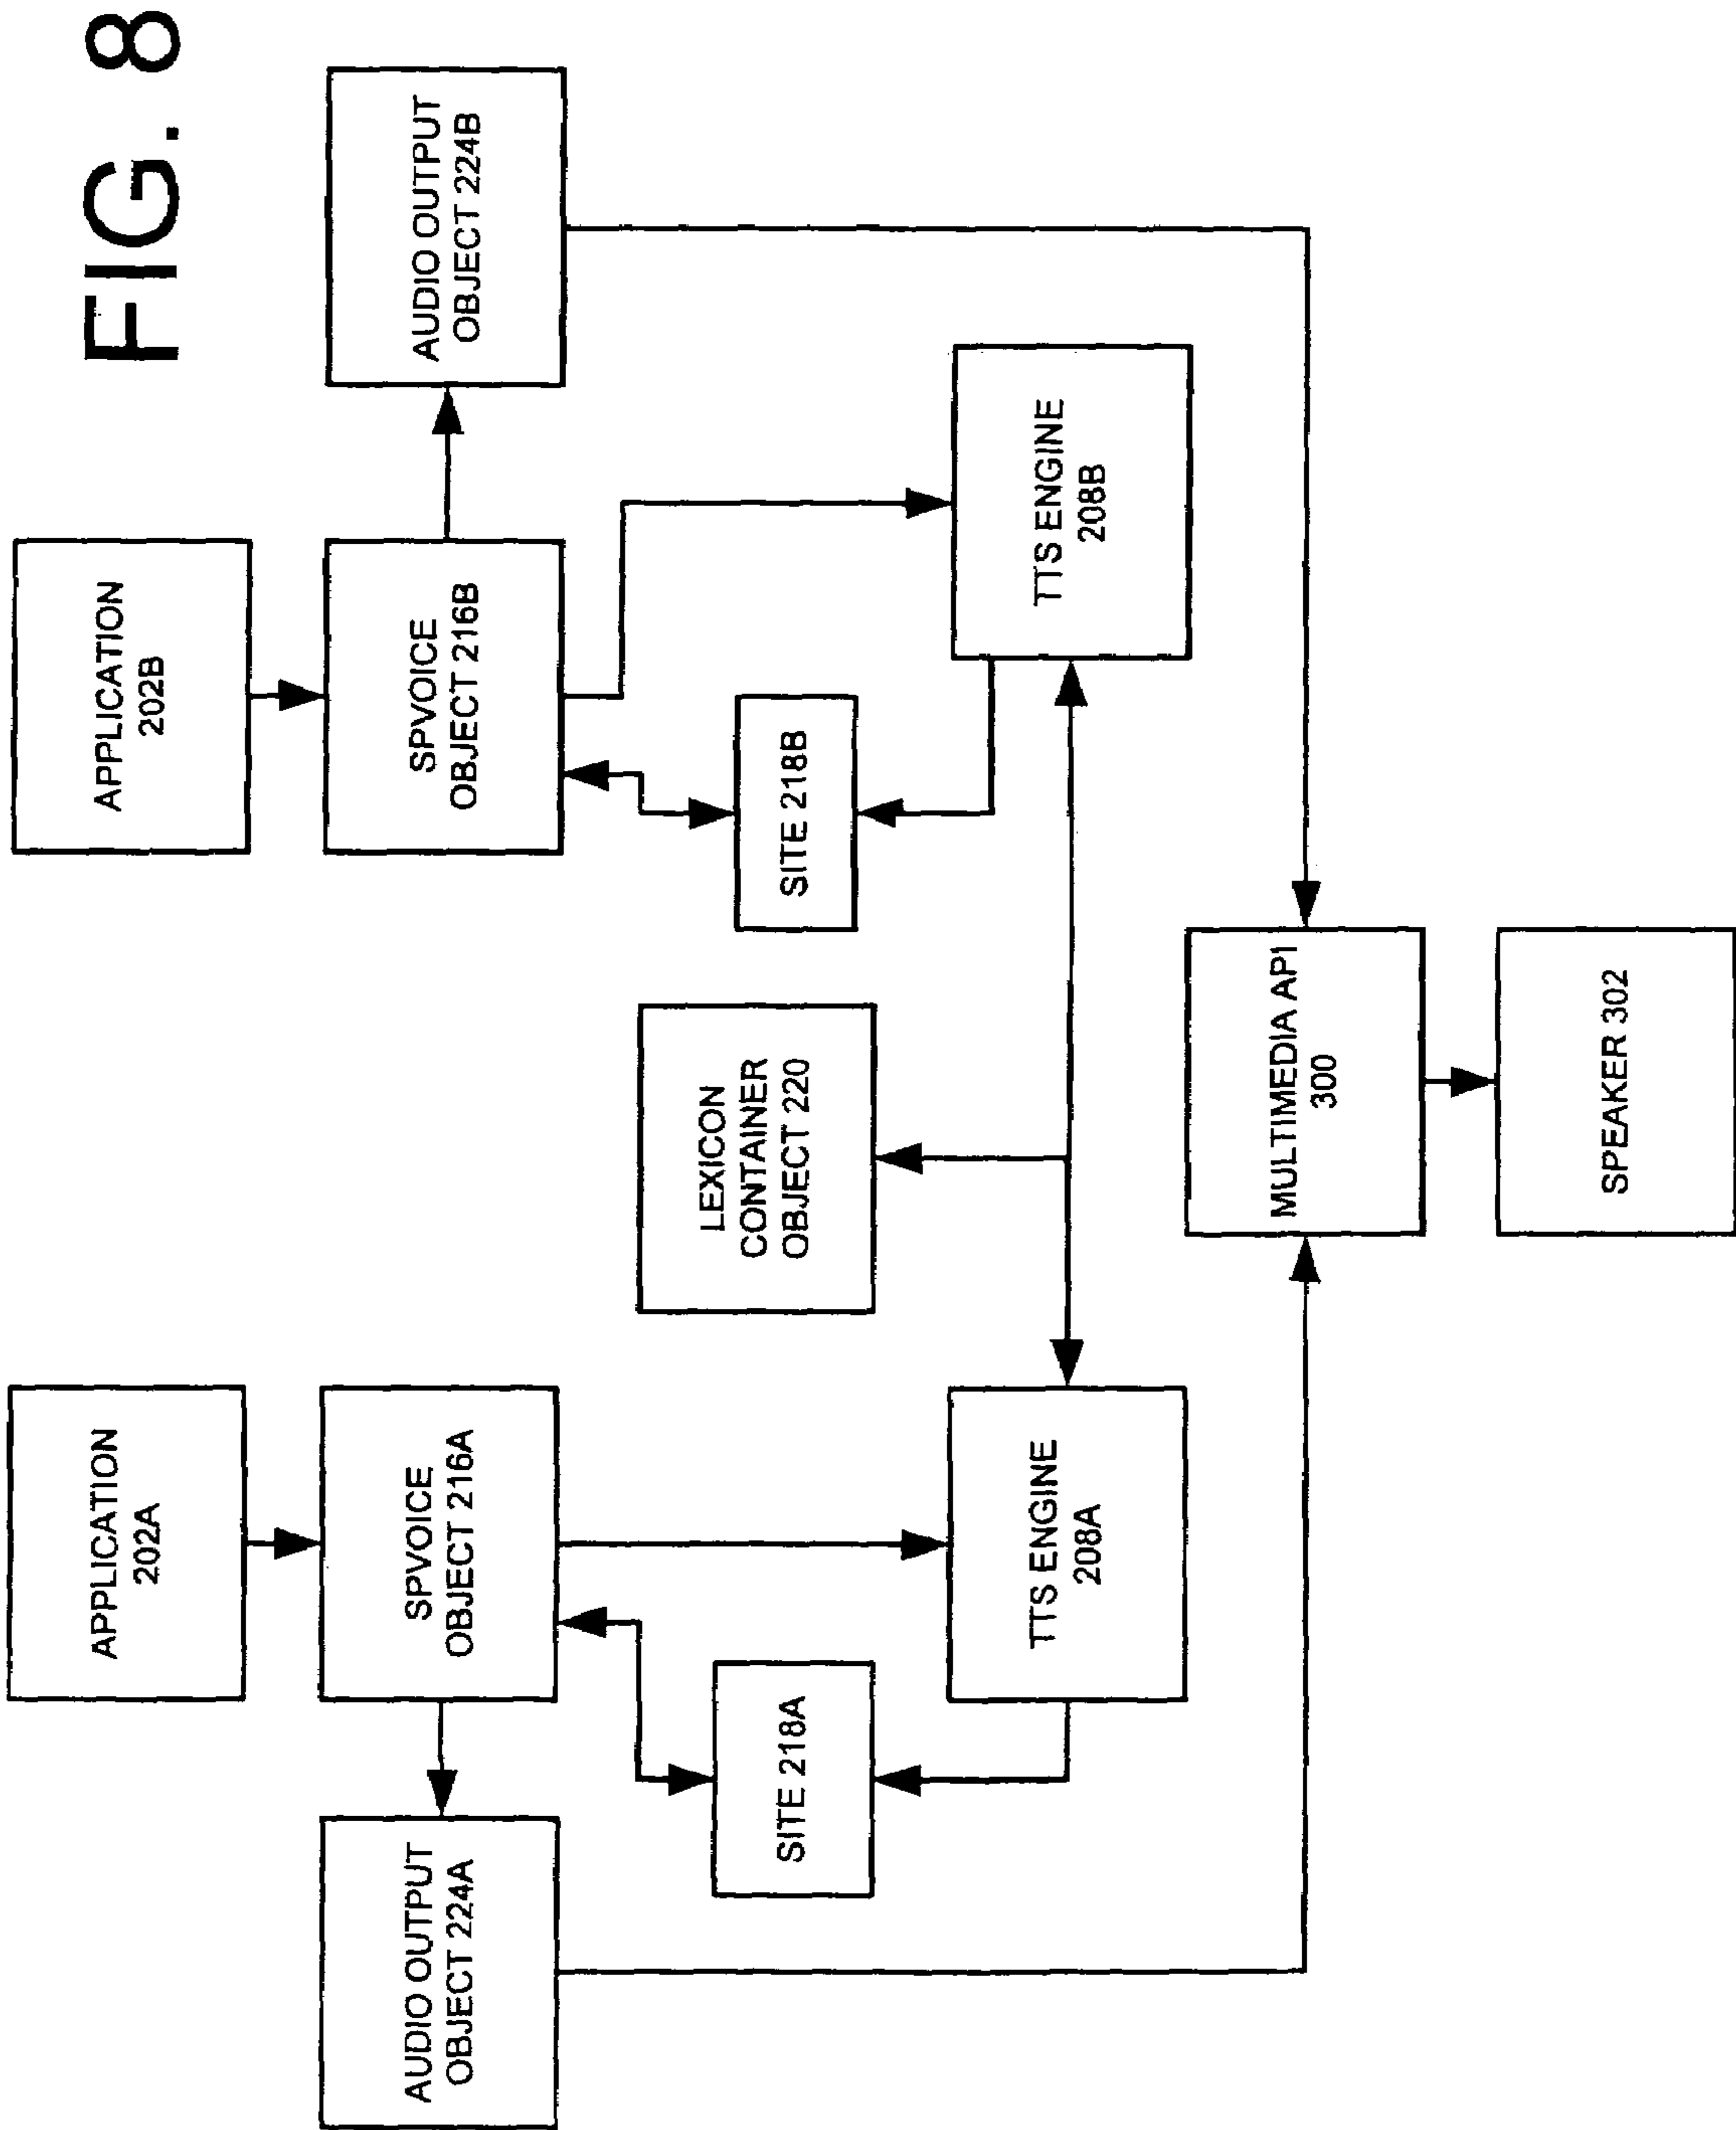 FIG. 8
APPLICATION
202A
APPLICATION
202B
AUDIO OUTPUT
OBJECT 224A
SPVOICE
OBJECT 216A
SPVOICE
OBJECT 216B
AUDIO OUTPUT
OBJECT 224B
SITE 218A
LEXICON
CONTAINER
OBJECT 220
SITE 218B
TTS ENGINE
208A
TTS ENGINE
208B
MULTIMEDIA API
300
SPEAKER 302